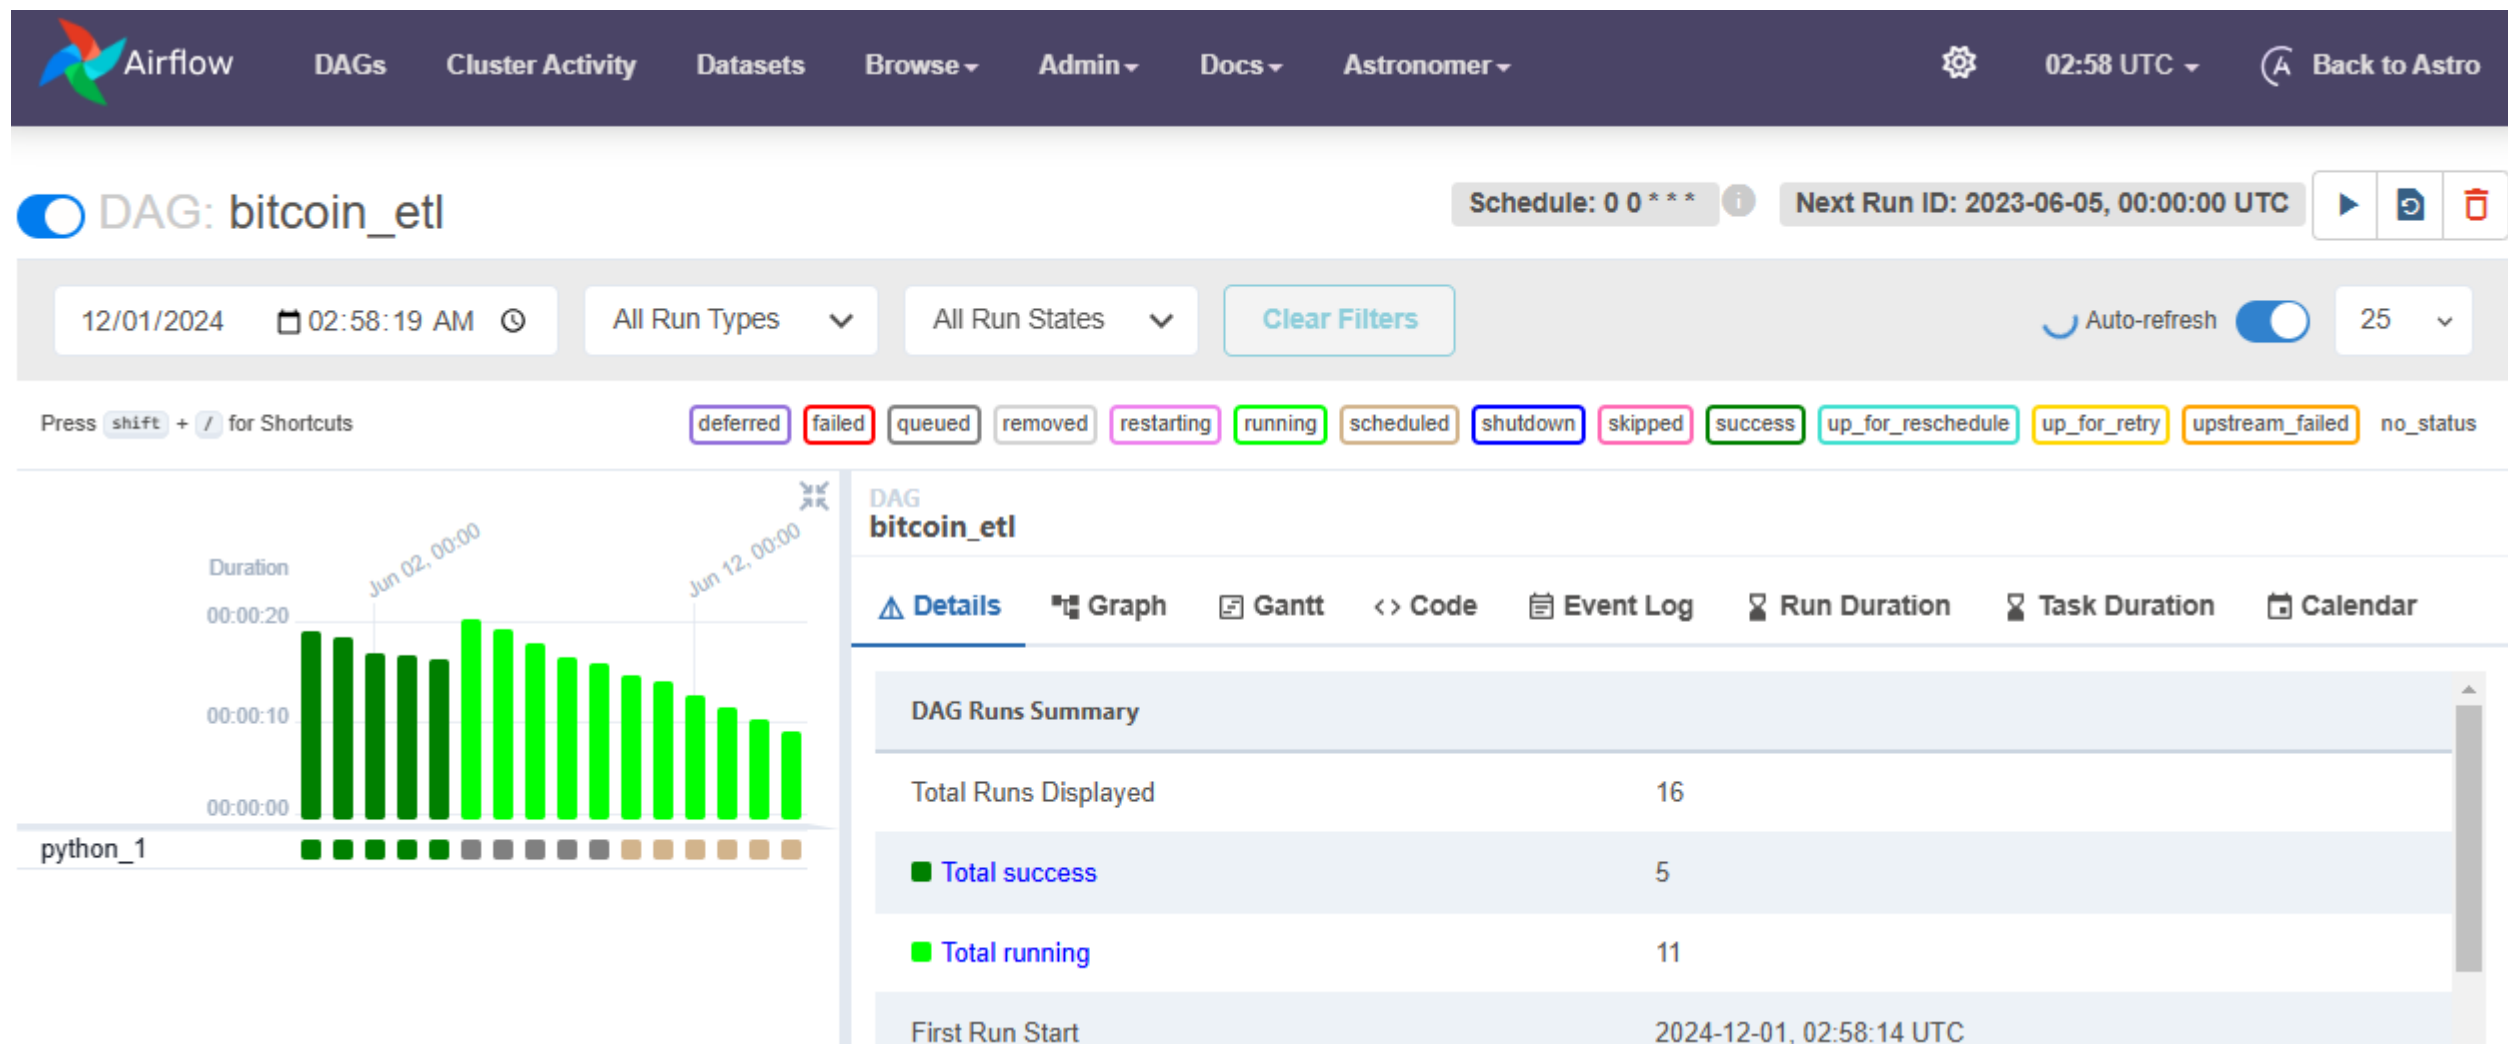 Airflow DAGs Cluster Activity Datasets Browse Admin Docs Astronomer 02:58 UTC Back to Astro
DAG: bitcoin_etl Schedule: 0 0 * * * i Next Run ID: 2023-06-05, 00:00:00 UTC
12/01/2024 02:58:19 AM All Run Types All Run States Clear Filters Auto-refresh 25
Press shift + / for Shortcuts deferred failed queued removed restarting running scheduled shutdown skipped success up_for_reschedule up_for_retry upstream_failed no_status
Duration
Jun 02, 00:00
Jun 12, 00:00
00:00:20
00:00:10
00:00:00
python_1
DAG
bitcoin_etl
Details Graph Gantt <> Code Event Log Run Duration Task Duration Calendar
DAG Runs Summary
Total Runs Displayed 16
Total success 5
Total running 11
First Run Start 2024-12-01, 02:58:14 UTC